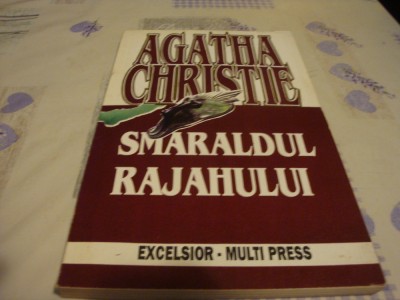 AGATHA
CHRISTIE
SMARALDUL
RAJAHULUI
EXCELSIOR - MULTI PRESS